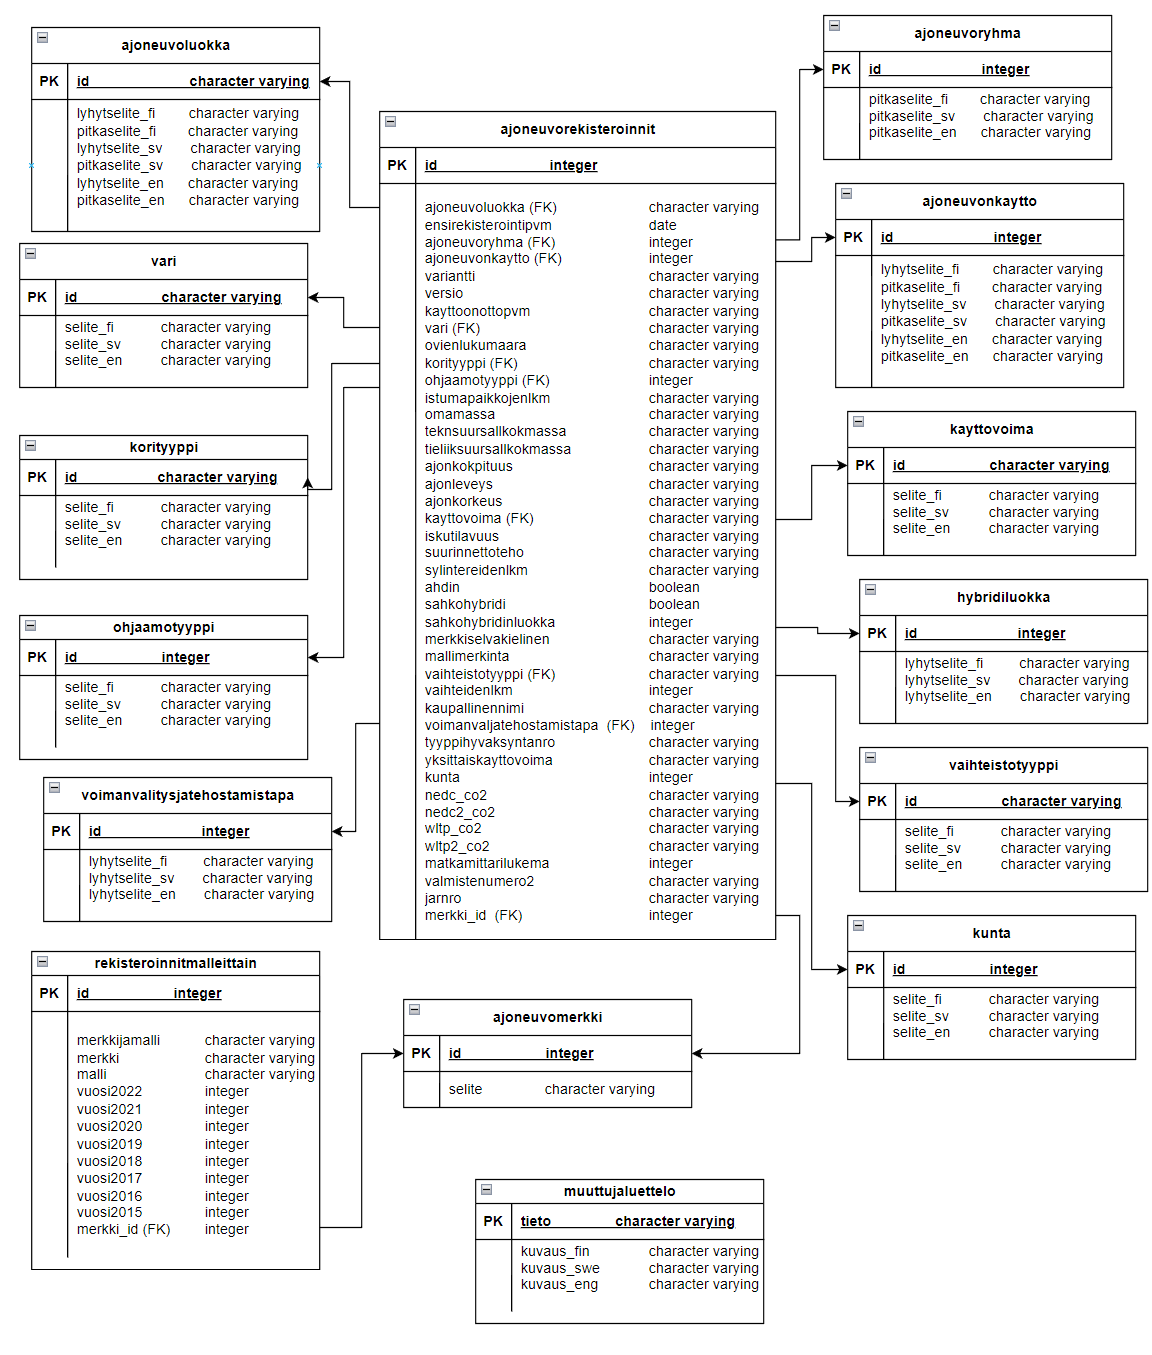 ajoneuvoluokka
PK id character varying
lyhytselite_fi character varying
pitkaselite_fi character varying
lyhytselite_sv character varying
pitkaselite_sv character varying
lyhytselite_en character varying
pitkaselite_en character varying
vari
PK id character varying
selite_fi character varying
selite_sv character varying
selite_en character varying
korityyppi
PK id character varying
selite_fi character varying
selite_sv character varying
selite_en character varying
ohjaamotyyppi
PK id integer
selite_fi character varying
selite_sv character varying
selite_en character varying
voimanvalitysjatehostamistapa
PK id integer
lyhytselite_fi character varying
lyhytselite_sv character varying
lyhytselite_en character varying
rekisteroinnitmalleittain
PK id integer
merkkijamalli character varying
merkki character varying
malli character varying
vuosi2022 integer
vuosi2021 integer
vuosi2020 integer
vuosi2019 integer
vuosi2018 integer
vuosi2017 integer
vuosi2016 integer
vuosi2015 integer
merkki_id (FK) integer
ajoneuvorekisteroinnit
PK id integer
ajoneuvoluokka (FK) character varying
ensirekisterointipvm date
ajoneuvoryhma (FK) integer
ajoneuvonkaytto (FK) integer
variantti character varying
versio character varying
kayttoonottopvm character varying
vari (FK) character varying
ovienlukumaara character varying
korityyppi (FK) character varying
ohjaamotyyppi (FK) integer
istumapaikkojenlkm character varying
omamassa character varying
teknsuursallkokmassa character varying
tieliiksuursallkokmassa character varying
ajonkokpituus character varying
ajonleveys character varying
ajonkorkeus character varying
kayttovoima (FK) character varying
iskutilavuus character varying
suurinnettoteho character varying
sylintereidenlkm character varying
ahdin boolean
sahkohybridi boolean
sahkohybridinluokka integer
merkkiselvakielinen character varying
mallimerkinta character varying
vaihteistotyyppi (FK) character varying
vaihteidenlkm integer
kaupallinennimi character varying
voimanvaljatehostamistapa (FK) integer
tyyppihyvaksyntanro character varying
yksittaiskayttovoima character varying
kunta integer
nedc_co2 character varying
nedc2_co2 character varying
wltp_co2 character varying
wltp2_co2 character varying
matkamittarilukema integer
valmistenumero2 character varying
jarnro character varying
merkki_id (FK) integer
ajoneuvomerkki
PK id integer
selite character varying
muuttujaluettelo
PK tieto character varying
kuvaus_fin character varying
kuvaus_swe character varying
kuvaus_eng character varying
ajoneuvoryhma
PK id integer
pitkaselite_fi character varying
pitkaselite_sv character varying
pitkaselite_en character varying
ajoneuvonkaytto
PK id integer
lyhytselite_fi character varying
pitkaselite_fi character varying
lyhytselite_sv character varying
pitkaselite_sv character varying
lyhytselite_en character varying
pitkaselite_en character varying
kayttovoima
PK id character varying
selite_fi character varying
selite_sv character varying
selite_en character varying
hybridiluokka
PK id integer
lyhytselite_fi character varying
lyhytselite_sv character varying
lyhytselite_en character varying
vaihteistotyyppi
PK id character varying
selite_fi character varying
selite_sv character varying
selite_en character varying
kunta
PK id integer
selite_fi character varying
selite_sv character varying
selite_en character varying